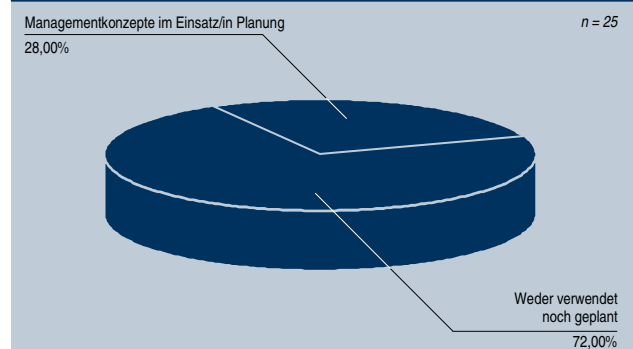 Managementkonzepte im Einsatz/in Planung
28,00%
n = 25
Weder verwendet
noch geplant
72,00%